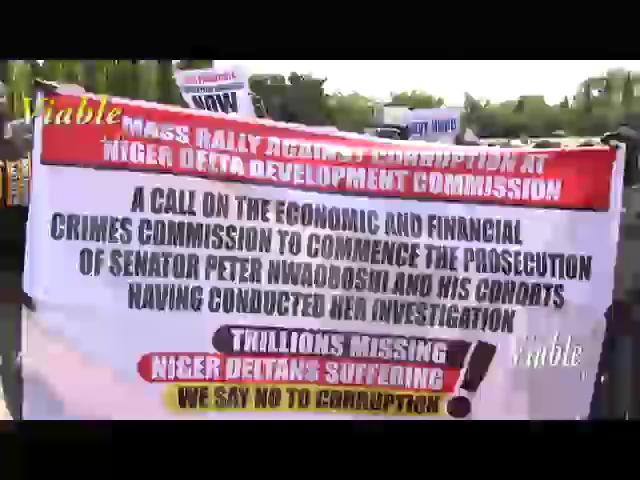 Viable
NOW
MASS RALLY AGAINST CORRUPTION AT
NIGER DELTA DEVELOPMENT COMMISSION
A CALL ON THE ECONOMIC AND FINANCIAL
CRIMES COMMISSION TO COMMENCE THE PROSECUTION
OF SENATOR PETER NWAOBOSHI AND HIS COHORTS
HAVING CONDUCTED HER INVESTIGATION
TRILLIONS MISSING
NIGER DELTANS SUFFERING
WE SAY NO TO CORRUPTION
!
Viable